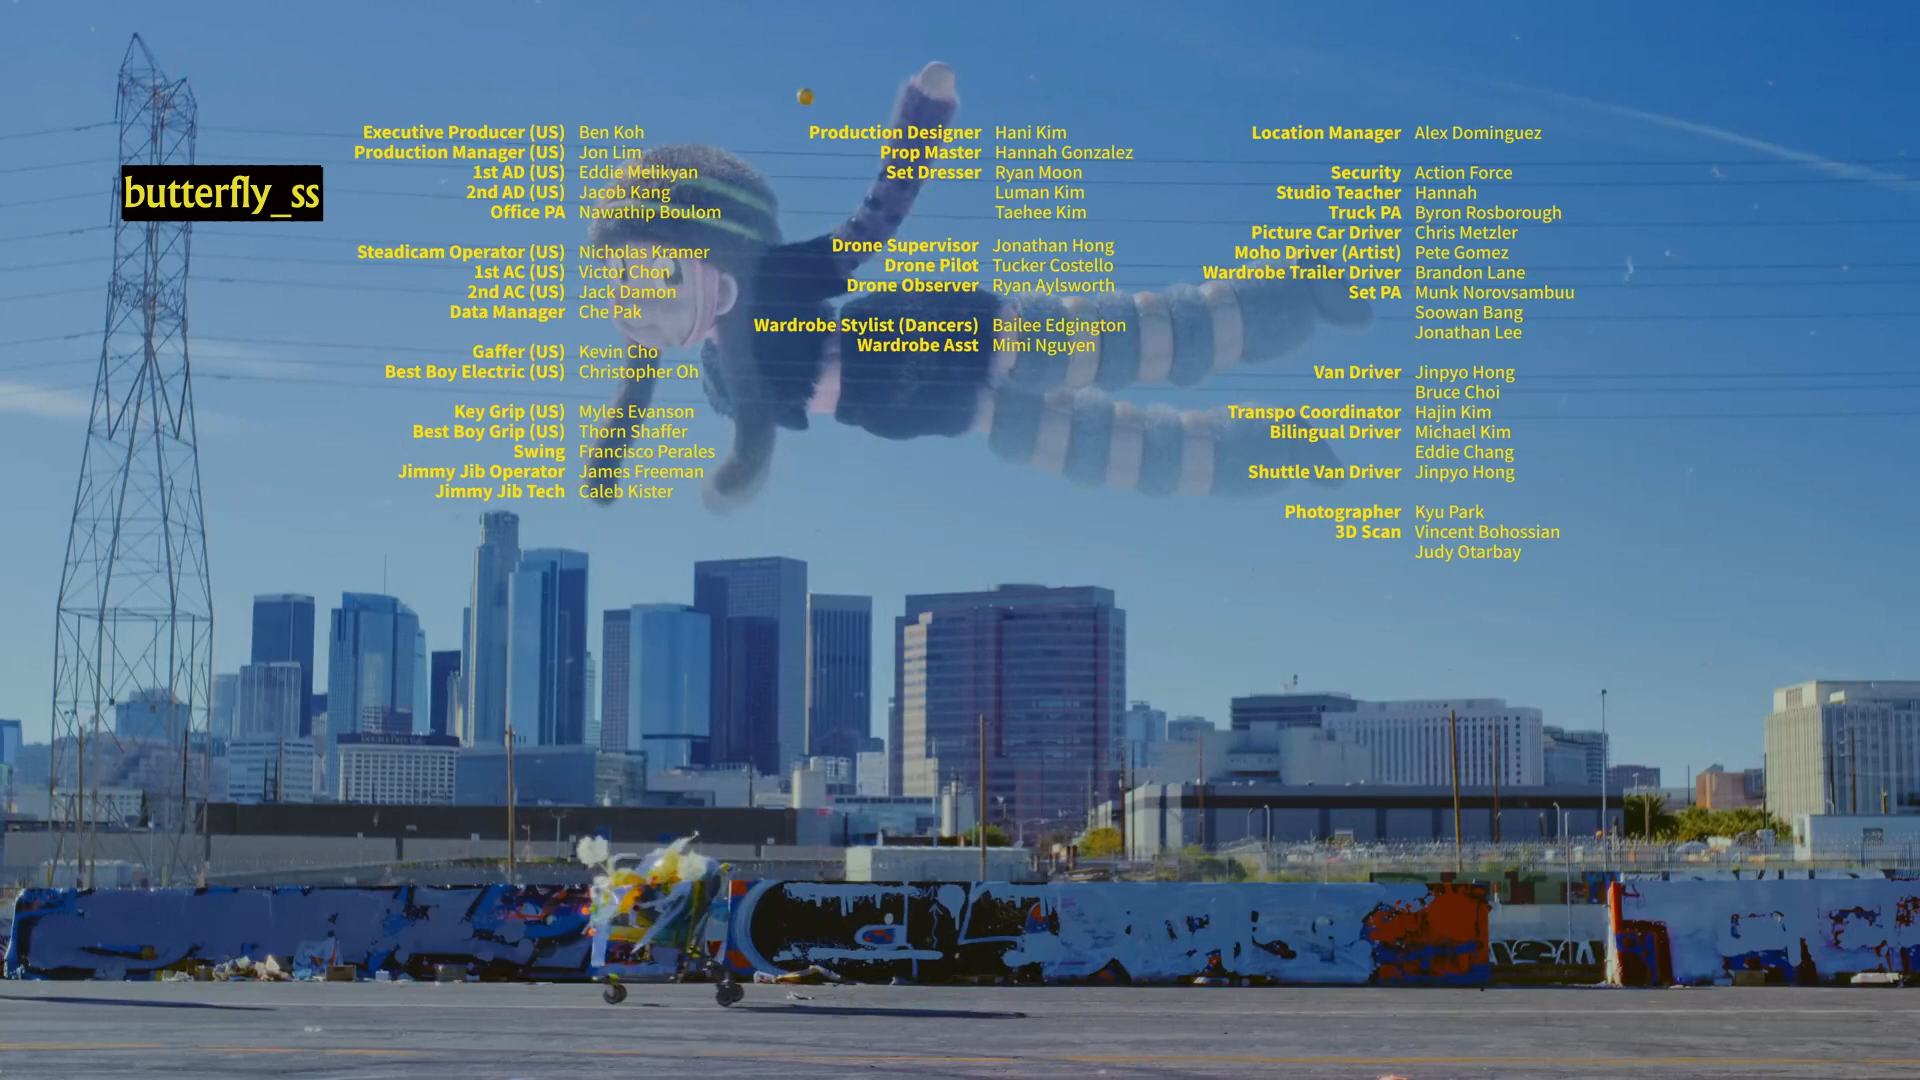 butterfly_ss
Executive Producer (US) Ben Koh
Production Manager (US) Jon Lim
1st AD (US) Eddie Melikyan
2nd AD (US) Jacob Kang
Office PA Nawathip Boulom
Steadicam Operator (US) Nicholas Kramer
1st AC (US) Victor Chon
2nd AC (US) Jack Damon
Data Manager Che Pak
Gaffer (US) Kevin Cho
Best Boy Electric (US) Christopher Oh
Key Grip (US) Myles Evanson
Best Boy Grip (US) Thorn Shaffer
Swing Francisco Perales
Jimmy Jib Operator James Freeman
Jimmy Jib Tech Caleb Kister
Production Designer Hani Kim
Prop Master Hannah Gonzalez
Set Dresser Ryan Moon
Luman Kim
Taehee Kim
Drone Supervisor Jonathan Hong
Drone Pilot Tucker Costello
Drone Observer Ryan Aylsworth
Wardrobe Stylist (Dancers) Bailee Edgington
Wardrobe Asst Mimi Nguyen
Location Manager Alex Dominguez
Security Action Force
Studio Teacher Hannah
Truck PA Byron Rosborough
Picture Car Driver Chris Metzler
Moho Driver (Artist) Pete Gomez
Wardrobe Trailer Driver Brandon Lane
Set PA Munk Norovsambuu
Soowan Bang
Jonathan Lee
Van Driver Jinpyo Hong
Bruce Choi
Transpo Coordinator Hajin Kim
Bilingual Driver Michael Kim
Eddie Chang
Shuttle Van Driver Jinpyo Hong
Photographer Kyu Park
3D Scan Vincent Bohossian
Judy Otarbay